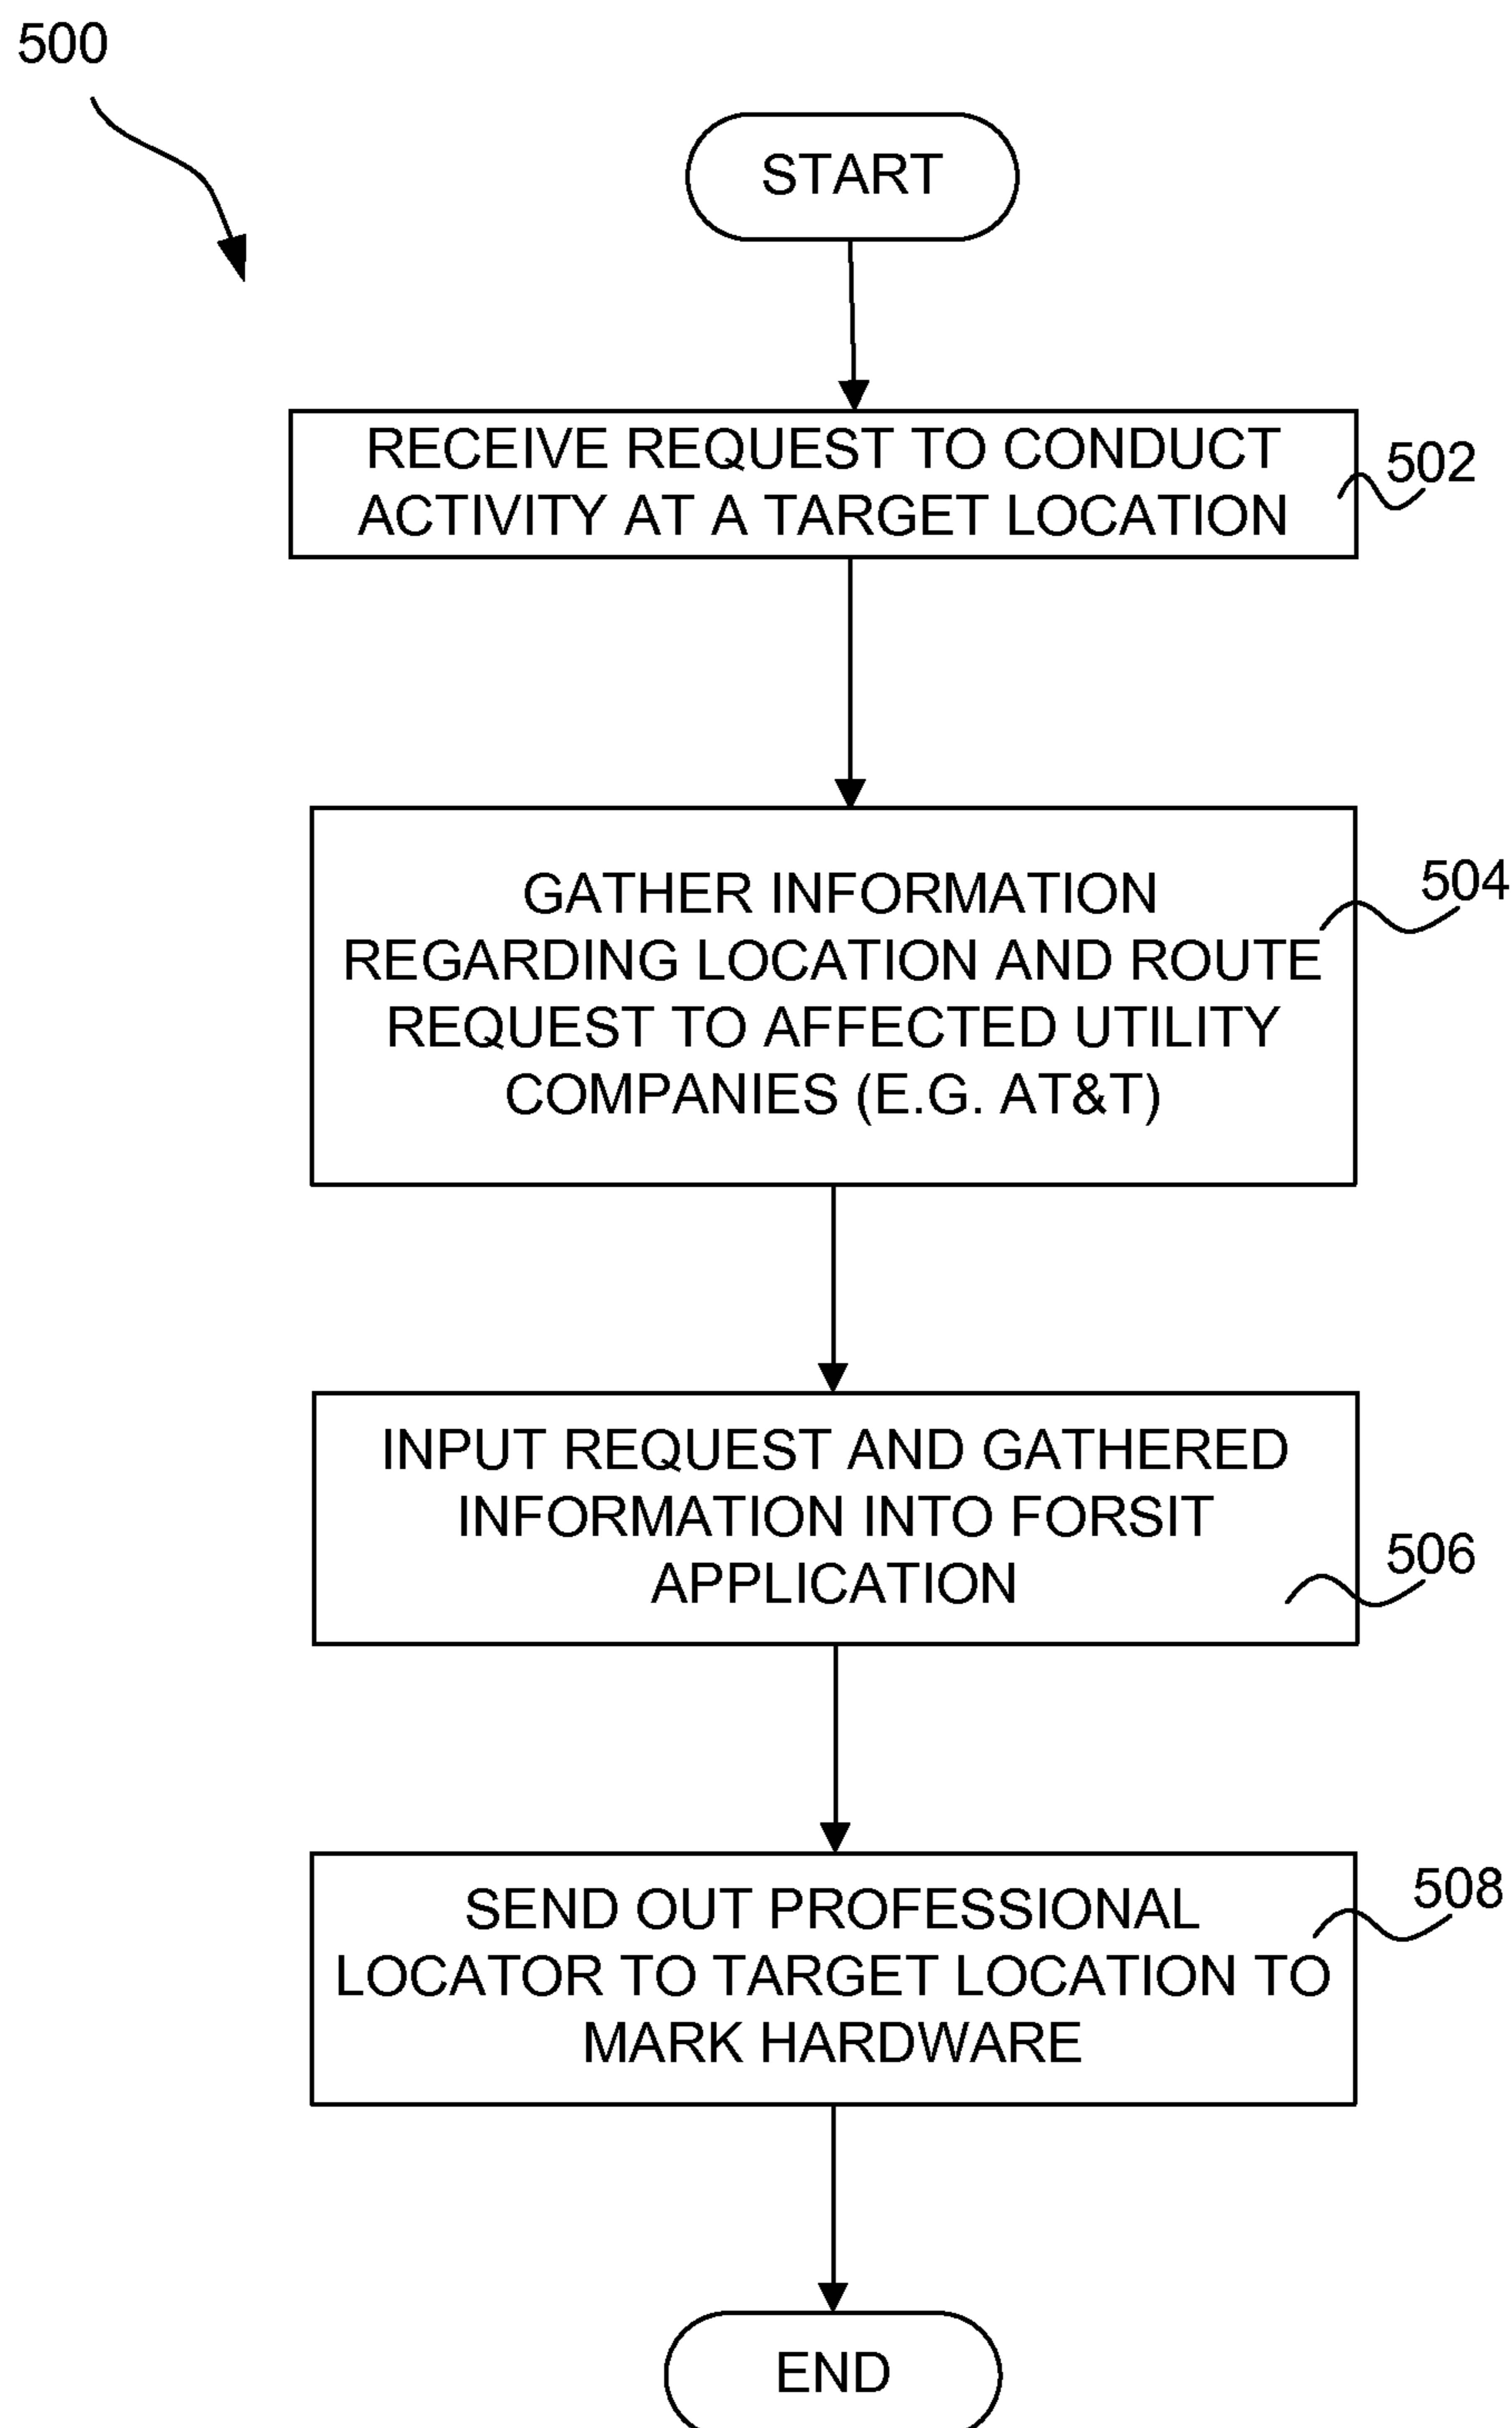 500
START
RECEIVE REQUEST TO CONDUCT
ACTIVITY AT A TARGET LOCATION
502
GATHER INFORMATION
REGARDING LOCATION AND ROUTE
REQUEST TO AFFECTED UTILITY
COMPANIES (E.G. AT&T)
504
INPUT REQUEST AND GATHERED
INFORMATION INTO FORSIT
APPLICATION
506
SEND OUT PROFESSIONAL
LOCATOR TO TARGET LOCATION TO
MARK HARDWARE
508
END